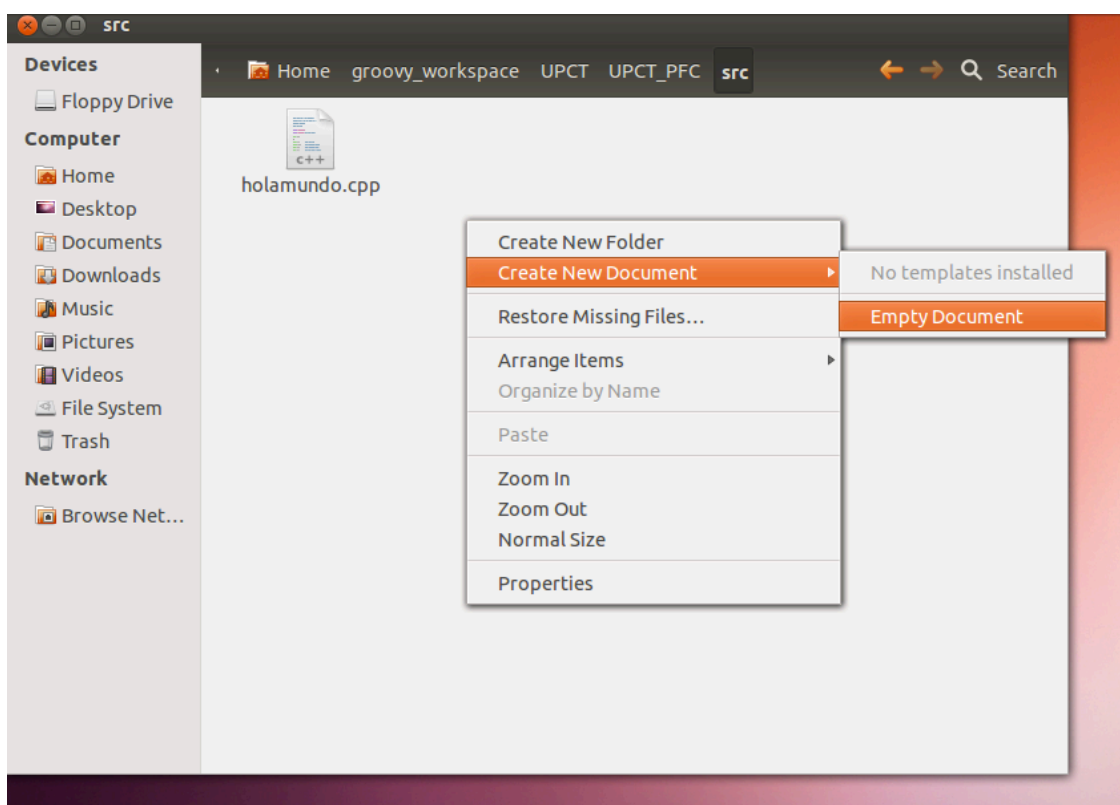 src
Devices
Floppy Drive
Computer
Home
Desktop
Documents
Downloads
Music
Pictures
Videos
File System
Trash
Network
Browse Net...
Home groovy_workspace UPCT UPCT_PFC src Search
c++
holamundo.cpp
Create New Folder
Create New Document
Restore Missing Files...
Arrange Items
Organize by Name
Paste
Zoom In
Zoom Out
Normal Size
Properties
No templates installed
Empty Document